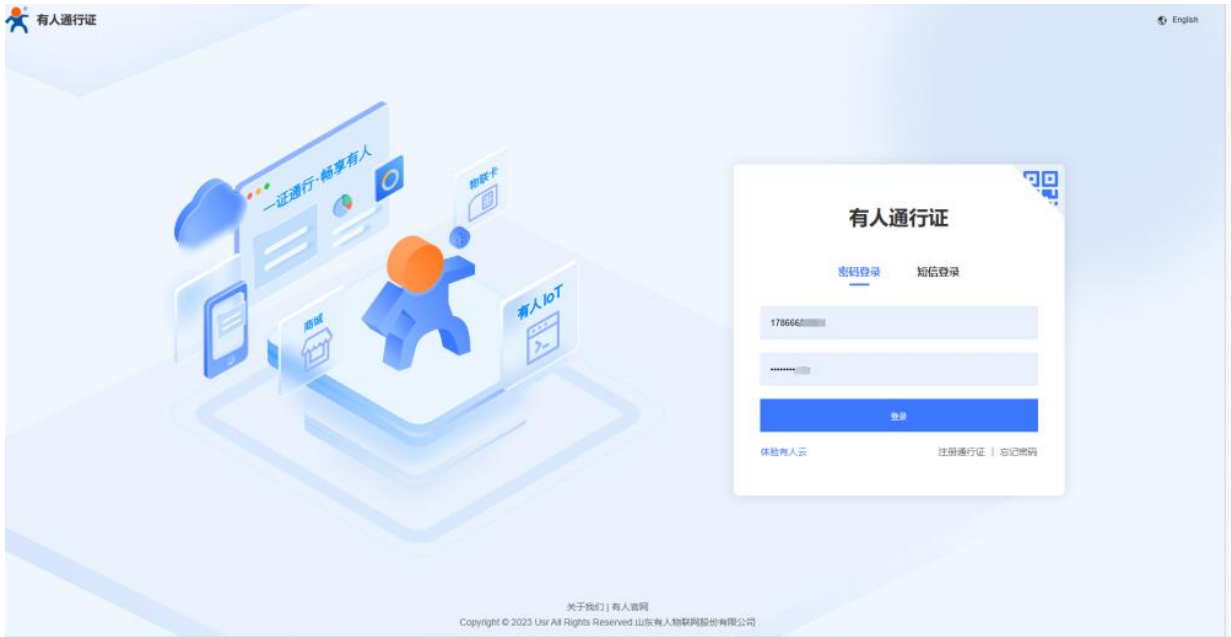 有人通行证
English
一证通行·畅享有人
物联卡
商城
有人IoT
有人通行证
密码登录 短信登录
178666
登录
体验有人云 注册通行证 | 忘记密码
关于我们 | 有人官网
Copyright © 2023 Usr All Rights Reserved 山东有人物联网股份有限公司